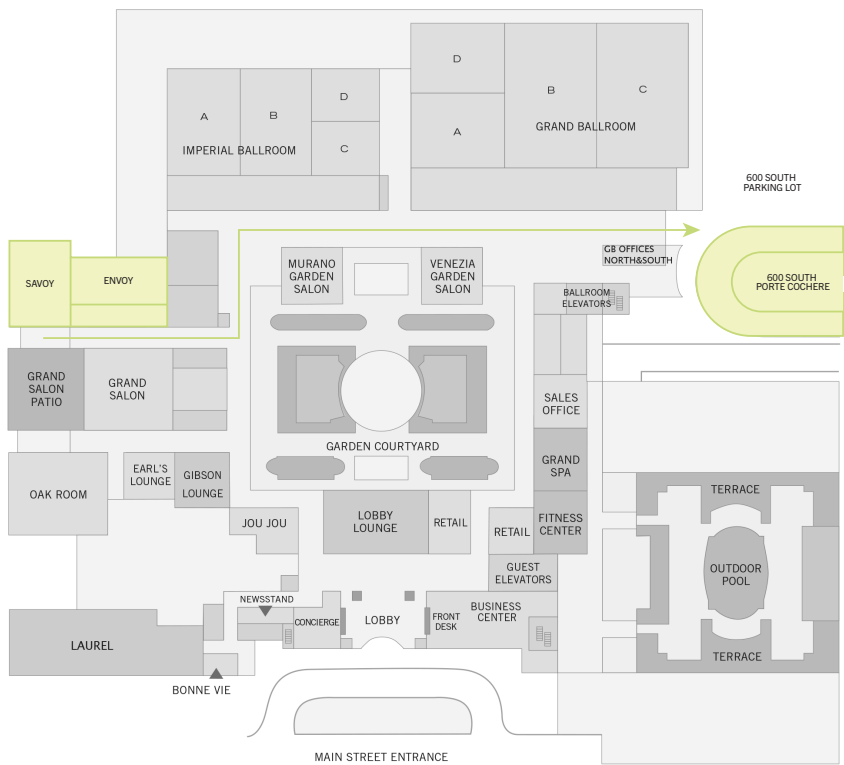 D
A
B
C
GRAND BALLROOM
A
B
D
C
IMPERIAL BALLROOM
600 SOUTH
PARKING LOT
SAVOY
ENVOY
MURANO
GARDEN
SALON
VENEZIA
GARDEN
SALON
GB OFFICES
NORTH&SOUTH
600 SOUTH
PORTE COCHERE
BALLROOM
ELEVATORS
GRAND
SALON
PATIO
GRAND
SALON
SALES
OFFICE
GARDEN COURTYARD
GRAND
SPA
OAK ROOM
EARL'S
LOUNGE
GIBSON
LOUNGE
TERRACE
JOU JOU
LOBBY
LOUNGE
RETAIL
RETAIL
FITNESS
CENTER
OUTDOOR
POOL
GUEST
ELEVATORS
NEWSSTAND
CONCIERGE
LOBBY
FRONT
DESK
BUSINESS
CENTER
LAUREL
TERRACE
BONNE VIE
MAIN STREET ENTRANCE